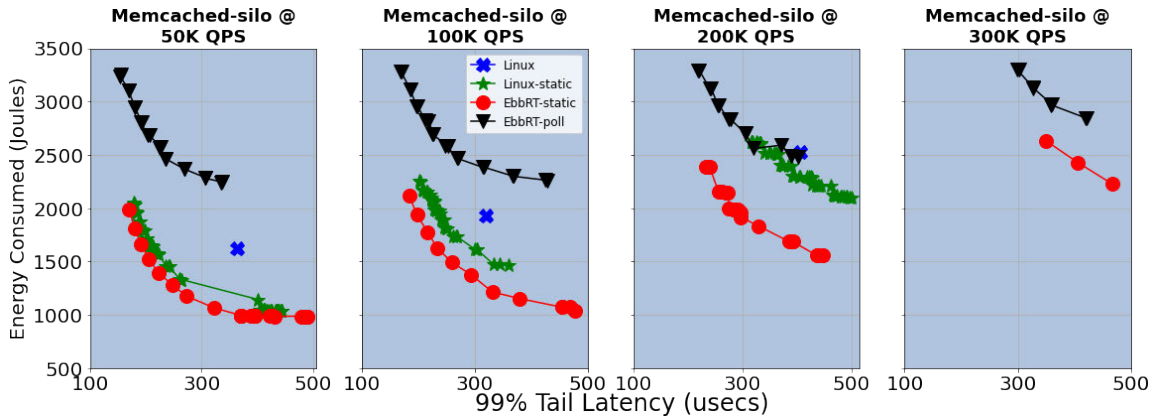 Memcached-silo @
50K QPS
Memcached-silo @
100K QPS
Memcached-silo @
200K QPS
Memcached-silo @
300K QPS
Energy Consumed (Joules)
3500
3000
2500
2000
1500
1000
500
Linux
Linux-static
EbbRT-static
EbbRT-poll
100 300 500
100 300 500
100 300 500
100 300 500
99% Tail Latency (usecs)